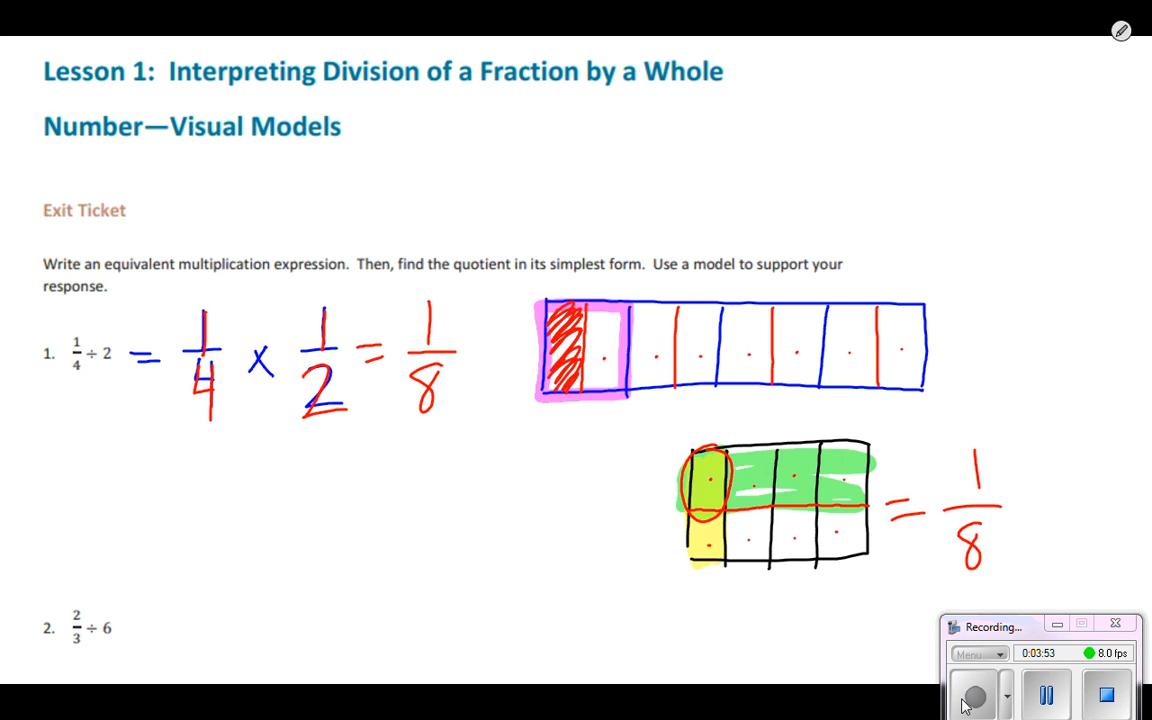 Lesson 1: Interpreting Division of a Fraction by a Whole
Number—Visual Models
Exit Ticket
Write an equivalent multiplication expression. Then, find the quotient in its simplest form. Use a model to support your
response.
1. 1/4 ÷ 2 = 1/4 x 1/2 = 1/8
= 1/8
2. 2/3 ÷ 6
Recording...
Menu 0:03:53 8.0 fps